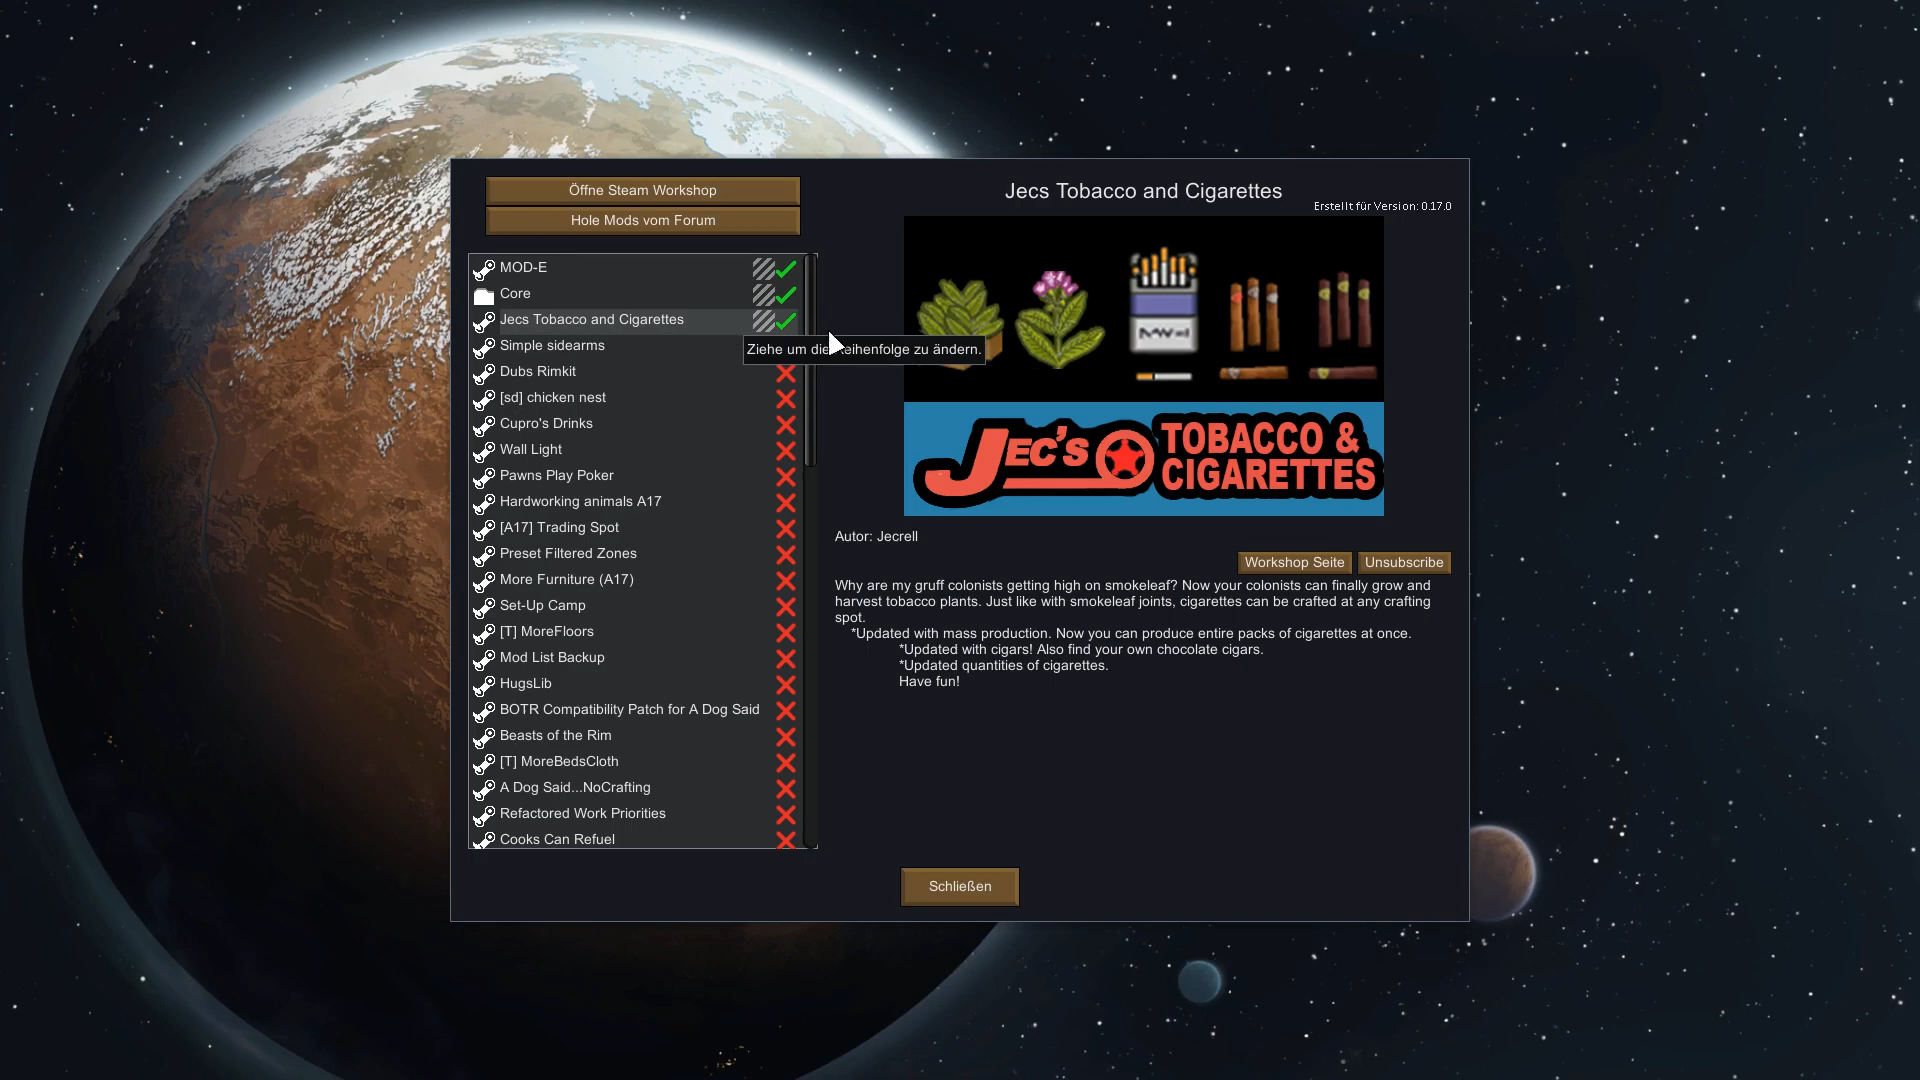 Öffne Steam Workshop
Hole Mods vom Forum
MOD-E
Core
Jecs Tobacco and Cigarettes
Simple sidearms
Dubs Rimkit
[sd] chicken nest
Cupro's Drinks
Wall Light
Pawns Play Poker
Hardworking animals A17
[A17] Trading Spot
Preset Filtered Zones
More Furniture (A17)
Set-Up Camp
[T] MoreFloors
Mod List Backup
HugsLib
BOTR Compatibility Patch for A Dog Said
Beasts of the Rim
[T] MoreBedsCloth
A Dog Said...NoCrafting
Refactored Work Priorities
Cooks Can Refuel
Ziehe um die zu ändern.
Jecs Tobacco and Cigarettes
Erstellt für Version: 0.17.0
JEC'S TOBACCO &
CIGARETTES
Autor: Jecrell
Workshop Seite
Unsubscribe
Why are my gruff colonists getting high on smokeleaf? Now your colonists can finally grow and
harvest tobacco plants. Just like with smokeleaf joints, cigarettes can be crafted at any crafting
spot.
*Updated with mass production. Now you can produce entire packs of cigarettes at once.
*Updated with cigars! Also find your own chocolate cigars.
*Updated quantities of cigarettes.
Have fun!
Schließen